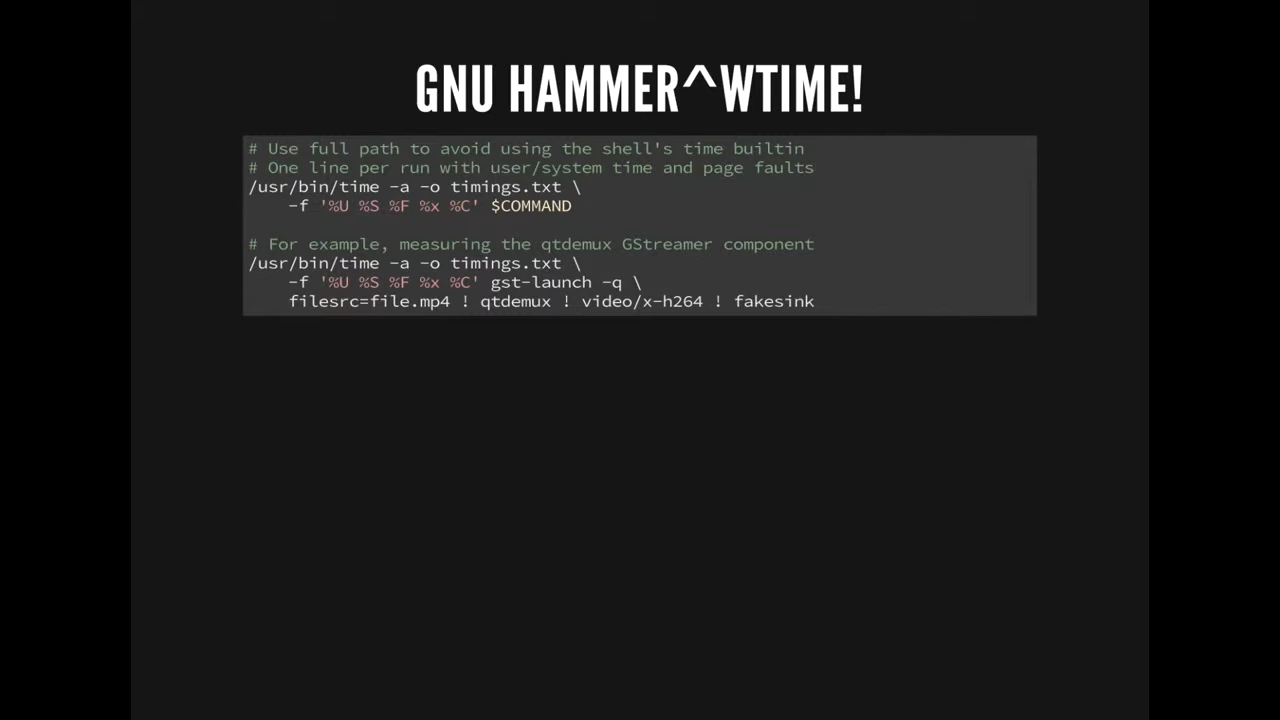 GNU HAMMER^WTIME!
# Use full path to avoid using the shell's time builtin
# One line per run with user/system time and page faults
/usr/bin/time -a -o timings.txt \
    -f '%U %S %F %x %C' $COMMAND
# For example, measuring the qtdemux GStreamer component
/usr/bin/time -a -o timings.txt \
    -f '%U %S %F %x %C' gst-launch -q \
    filesrc=file.mp4 ! qtdemux ! video/x-h264 ! fakesink